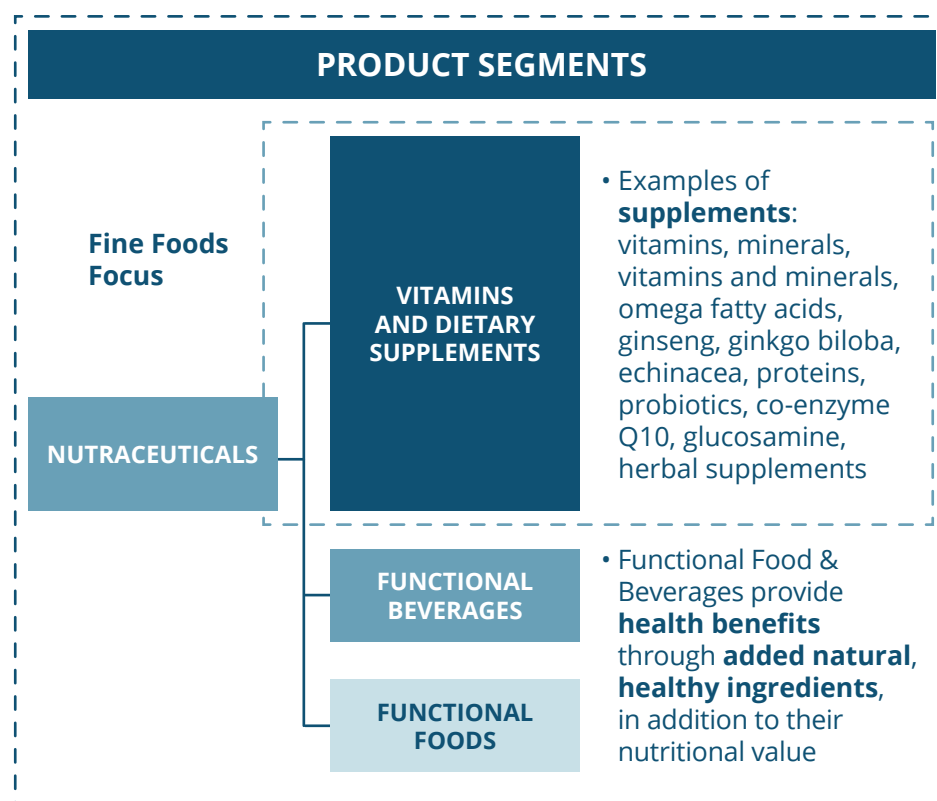 PRODUCT SEGMENTS
Fine Foods
Focus
NUTRACEUTICALS
VITAMINS
AND DIETARY
SUPPLEMENTS
• Examples of
supplements:
vitamins, minerals,
vitamins and minerals,
omega fatty acids,
ginseng, ginkgo biloba,
echinacea, proteins,
probiotics, co-enzyme
Q10, glucosamine,
herbal supplements
FUNCTIONAL
BEVERAGES
FUNCTIONAL
FOODS
• Functional Food &
Beverages provide
health benefits
through added natural,
healthy ingredients,
in addition to their
nutritional value